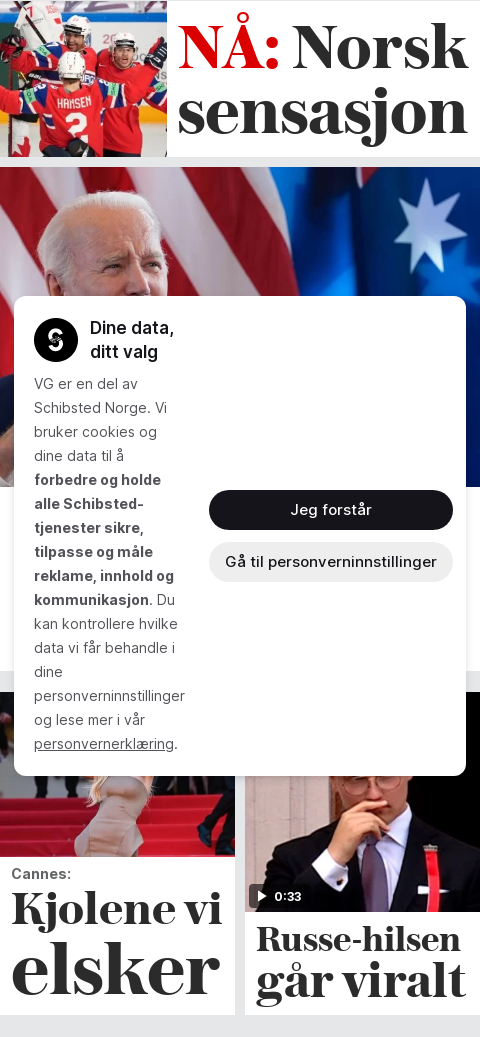 NÅ: Norsk
sensasjon
HANSEN
2
Dine data,
ditt valg
VG er en del av
Schibsted Norge. Vi
bruker cookies og
dine data til å
forbedre og holde
alle Schibsted-
tjenester sikre,
tilpasse og måle
reklame, innhold og
kommunikasjon. Du
kan kontrollere hvilke
data vi får behandle i
dine
personverninnstillinger
og lese mer i vår
personvernerklæring.
Jeg forstår
Gå til personverninnstillinger
Cannes:
Kjolene vi
elsker
0:33
Russe-hilsen
går viralt